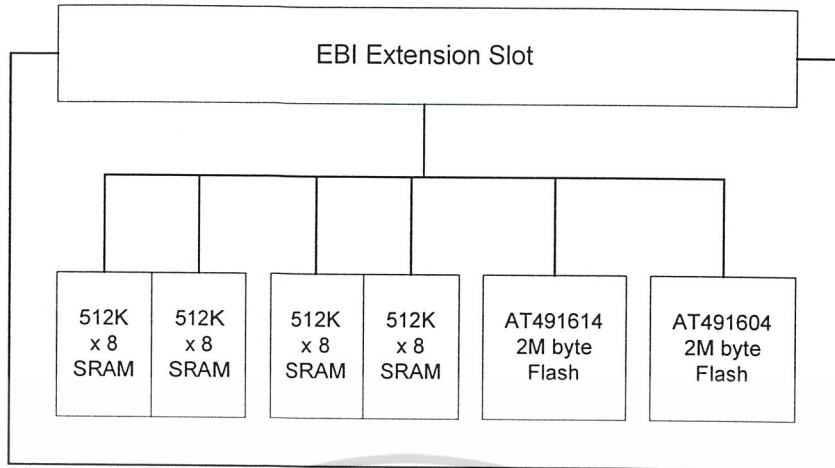 EBI Extension Slot
512K
x 8
SRAM
512K
x 8
SRAM
512K
x 8
SRAM
512K
x 8
SRAM
AT491614
2M byte
Flash
AT491604
2M byte
Flash